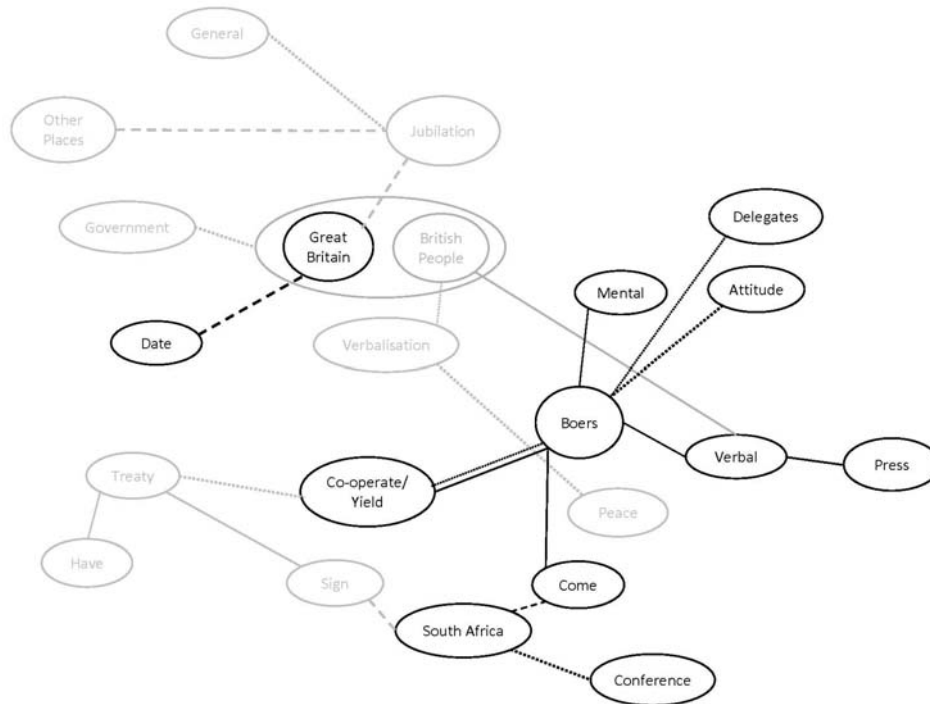 General
Other
Places
Jubilation
Delegates
Government
Great
Britain
British
People
Mental
Attitude
Date
Verbalisation
Boers
Verbal
Press
Treaty
Co-operate/
Yield
Peace
Have
Sign
Come
South Africa
Conference